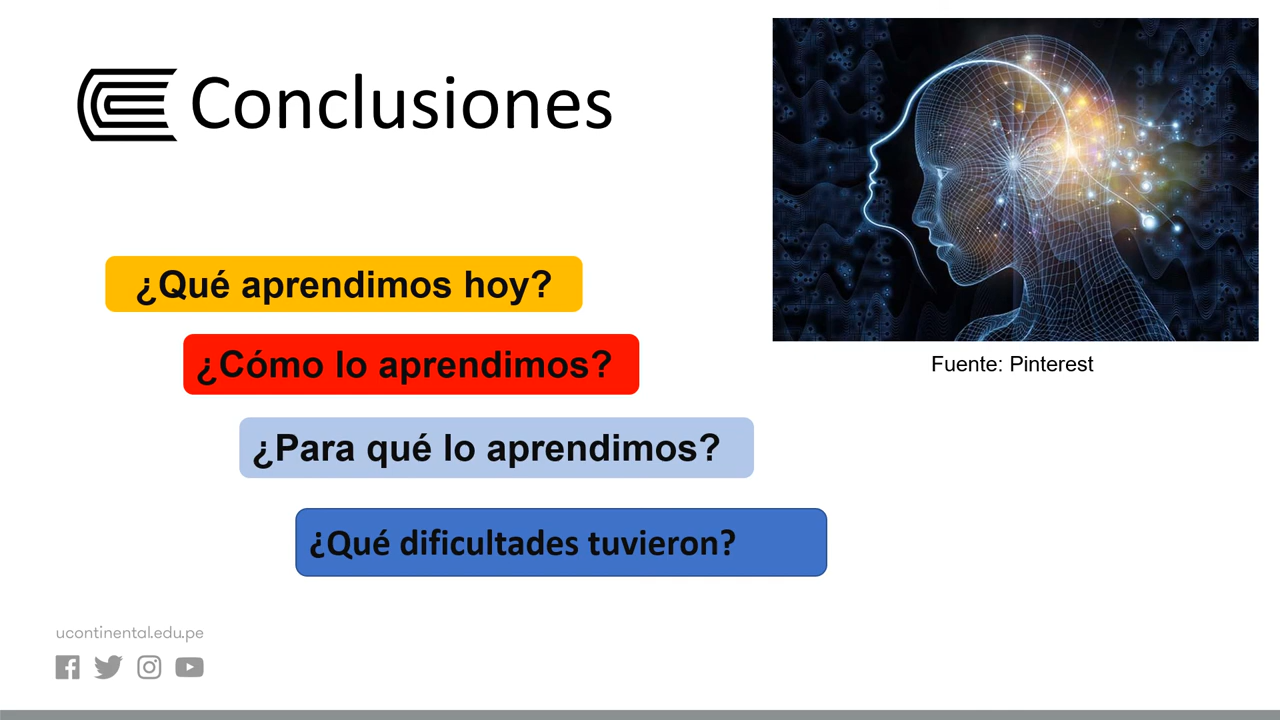 Conclusiones
¿Qué aprendimos hoy?
¿Cómo lo aprendimos?
Fuente: Pinterest
¿Para qué lo aprendimos?
¿Qué dificultades tuvieron?
ucontinental.edu.pe